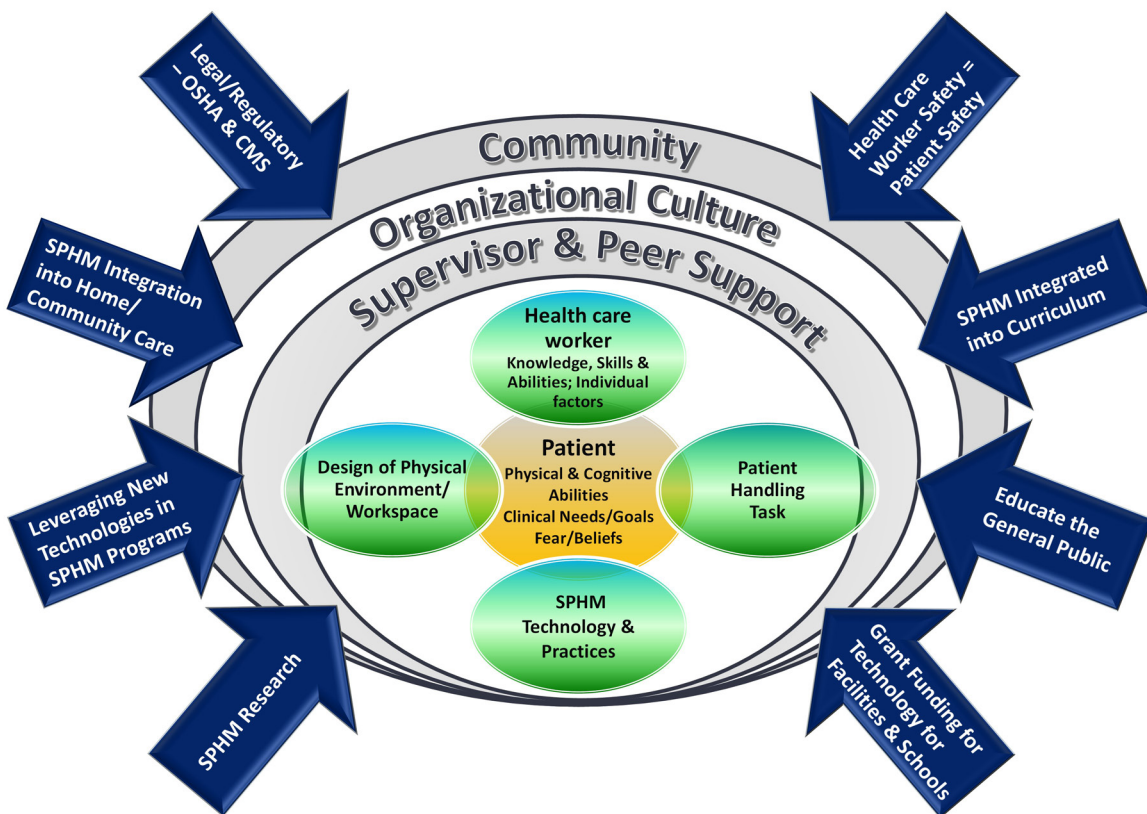 Legal/Regulatory
– OSHA & CMS
Health Care
Worker Safety =
Patient Safety
Community
Organizational Culture
Supervisor & Peer Support
SPHM Integration
into Home/
Community Care
SPHM Integrated
into Curriculum
Health care
worker
Knowledge, Skills &
Abilities; Individual
factors
Design of Physical
Environment/
Workspace
Patient
Physical & Cognitive
Abilities
Clinical Needs/Goals
Fear/Beliefs
Patient
Handling
Task
Leveraging New
Technologies in
SPHM Programs
Educate the
General Public
SPHM
Technology &
Practices
SPHM Research
Grant Funding for
Technology for
Facilities & Schools